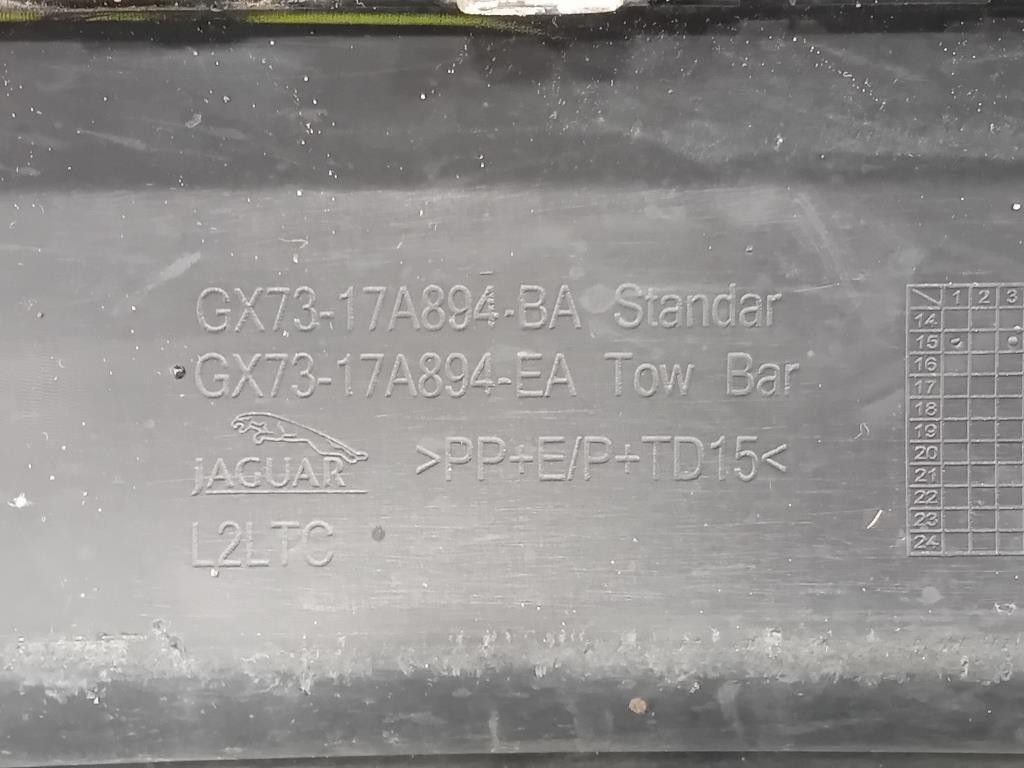 GX73-17A894-BA Standar
GX73-17A894-EA Tow Bar
JAGUAR >PP+E/P+TD15<
L2LTC
1 2 3
14
15
16
17
18
19
20
21
22
23
24